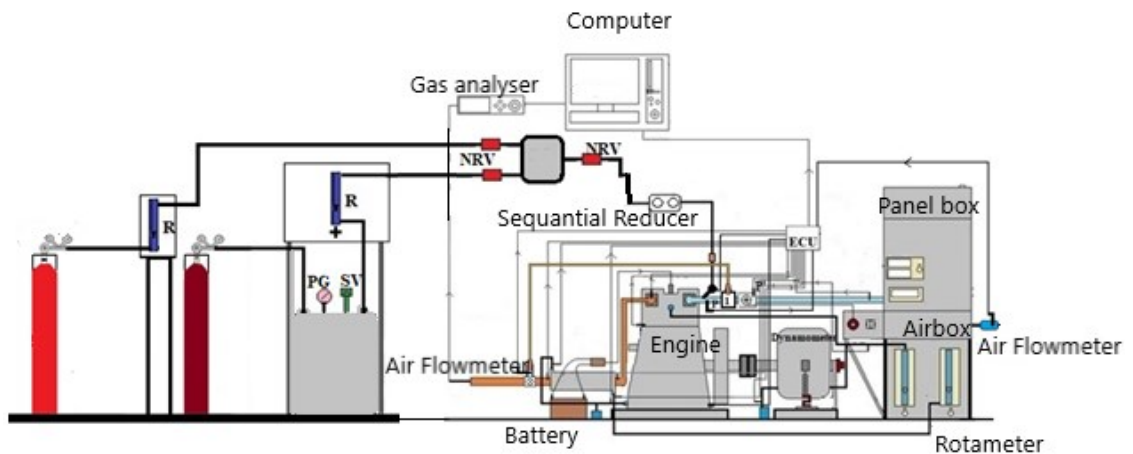 Computer
Gas analyser
NRV
NRV
R
R
Sequantial Reducer
Panel box
ECU
PG
SV
Engine
Dynamometer
Airbox
Air Flowmeter
Air Flowmeter
Battery
Rotameter